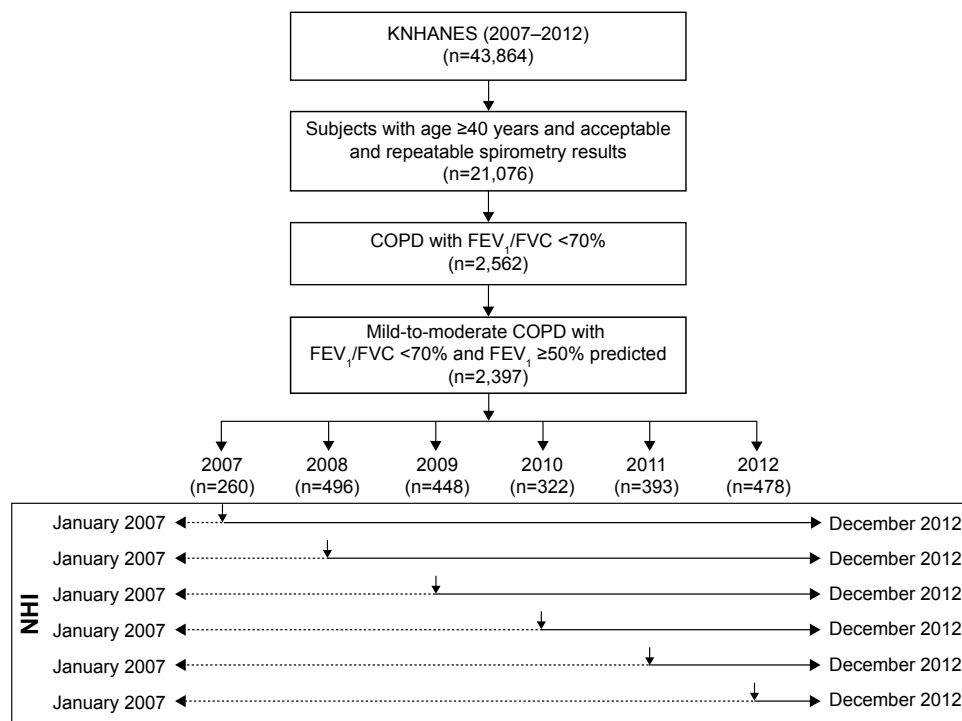 KNHANES (2007–2012)
(n=43,864)
Subjects with age ≥40 years and acceptable
and repeatable spirometry results
(n=21,076)
COPD with FEV₁/FVC <70%
(n=2,562)
Mild-to-moderate COPD with
FEV₁/FVC <70% and FEV₁ ≥50% predicted
(n=2,397)
2007 2008 2009 2010 2011 2012
(n=260) (n=496) (n=448) (n=322) (n=393) (n=478)
NHI
January 2007 December 2012
January 2007 December 2012
January 2007 December 2012
January 2007 December 2012
January 2007 December 2012
January 2007 December 2012